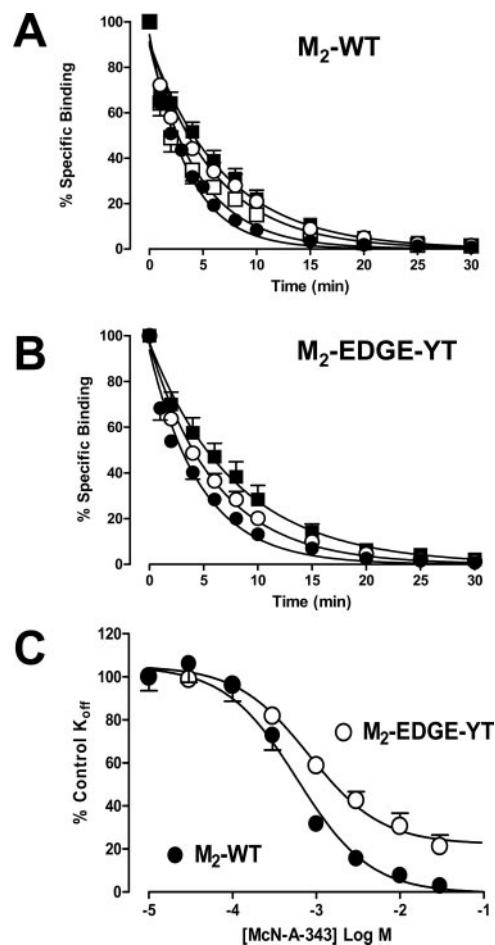 A
M₂-WT
% Specific Binding
100
80
60
40
20
0
0 5 10 15 20 25 30
Time (min)
B
M₂-EDGE-YT
% Specific Binding
100
80
60
40
20
0
0 5 10 15 20 25 30
Time (min)
C
% Control K_off
120
100
80
60
40
20
0
M₂-EDGE-YT
M₂-WT
-5 -4 -3 -2 -1
[McN-A-343] Log M